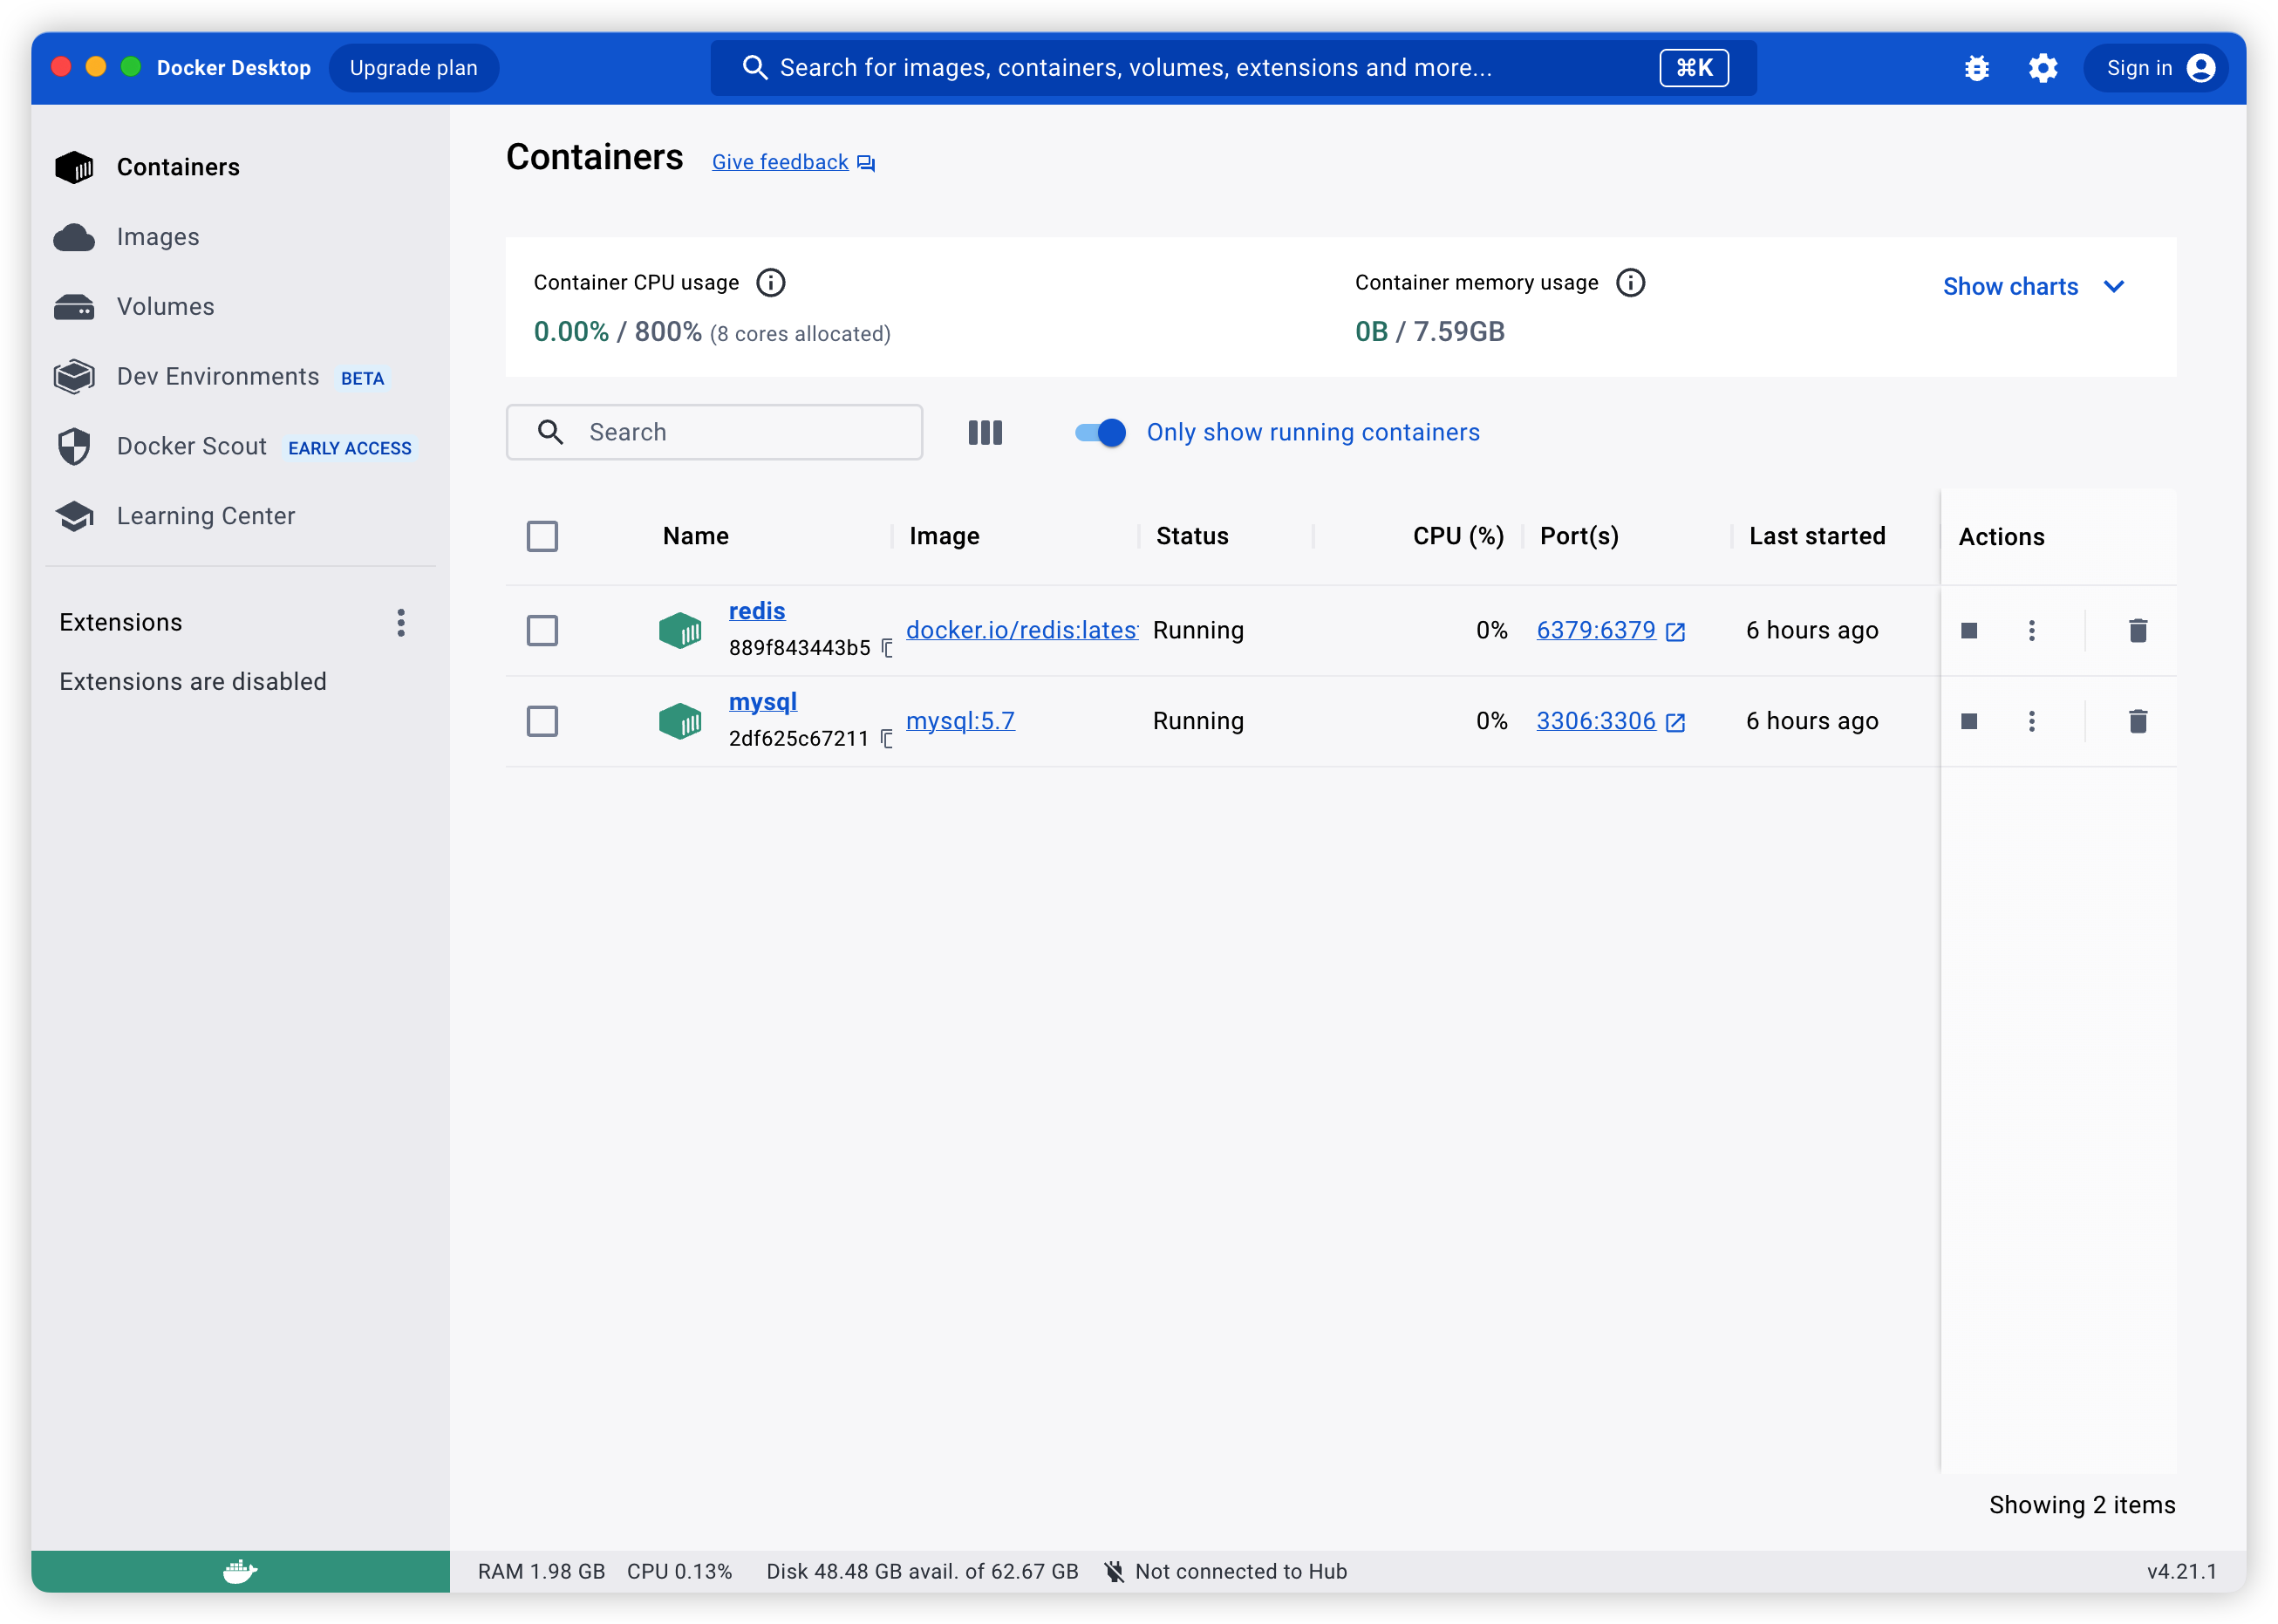 Docker Desktop Upgrade plan Search for images, containers, volumes, extensions and more... ⌘K Sign in
Containers
Images
Volumes
Dev Environments BETA
Docker Scout EARLY ACCESS
Learning Center
Extensions
Extensions are disabled
Containers Give feedback
Container CPU usage
0.00% / 800% (8 cores allocated)
Container memory usage
0B / 7.59GB
Show charts
Search Only show running containers
Name Image Status CPU (%) Port(s) Last started Actions
redis
889f843443b5
docker.io/redis:latest Running 0% 6379:6379 6 hours ago
mysql
2df625c67211
mysql:5.7 Running 0% 3306:3306 6 hours ago
Showing 2 items
RAM 1.98 GB CPU 0.13% Disk 48.48 GB avail. of 62.67 GB Not connected to Hub v4.21.1